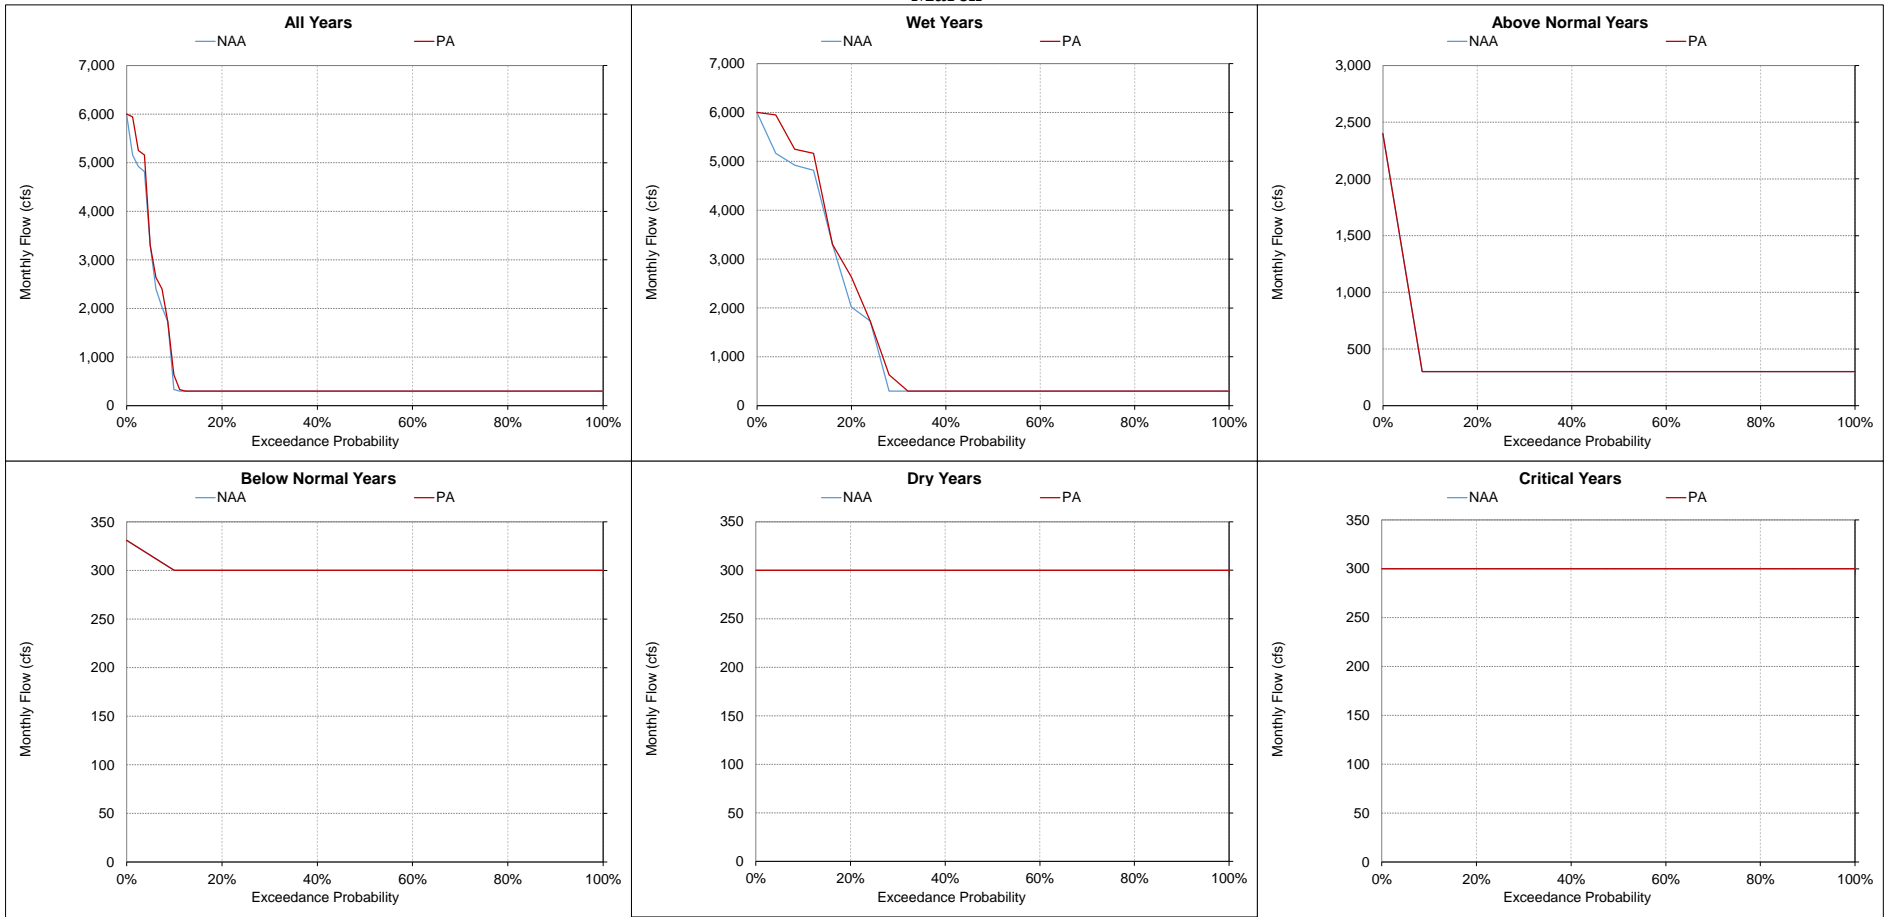 All Years
NAA PA
7,000
6,000
5,000
4,000
3,000
2,000
1,000
0
Monthly Flow (cfs)
0% 20% 40% 60% 80% 100%
Exceedance Probability
Wet Years
NAA PA
7,000
6,000
5,000
4,000
3,000
2,000
1,000
0
Monthly Flow (cfs)
0% 20% 40% 60% 80% 100%
Exceedance Probability
Above Normal Years
NAA PA
3,000
2,500
2,000
1,500
1,000
500
0
Monthly Flow (cfs)
0% 20% 40% 60% 80% 100%
Exceedance Probability
Below Normal Years
NAA PA
350
300
250
200
150
100
50
0
Monthly Flow (cfs)
0% 20% 40% 60% 80% 100%
Exceedance Probability
Dry Years
NAA PA
350
300
250
200
150
100
50
0
Monthly Flow (cfs)
0% 20% 40% 60% 80% 100%
Exceedance Probability
Critical Years
NAA PA
350
300
250
200
150
100
50
0
Monthly Flow (cfs)
0% 20% 40% 60% 80% 100%
Exceedance Probability